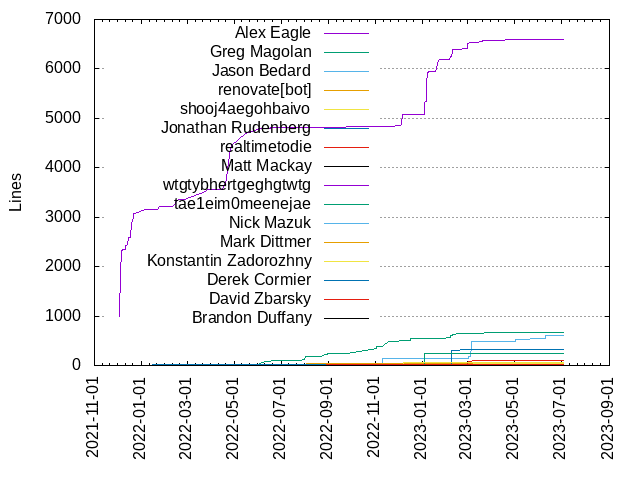 7000
6000
5000
4000
3000
2000
1000
0
Lines
Alex Eagle
Greg Magolan
Jason Bedard
renovate[bot]
shooj4aegohbaivo
Jonathan Rudenberg
realtimetodie
Matt Mackay
wtgtybhertgeghgtwtg
tae1eim0meenejae
Nick Mazuk
Mark Dittmer
Konstantin Zadorozhny
Derek Cormier
David Zbarsky
Brandon Duffany
2021-11-01
2022-01-01
2022-03-01
2022-05-01
2022-07-01
2022-09-01
2022-11-01
2023-01-01
2023-03-01
2023-05-01
2023-07-01
2023-09-01